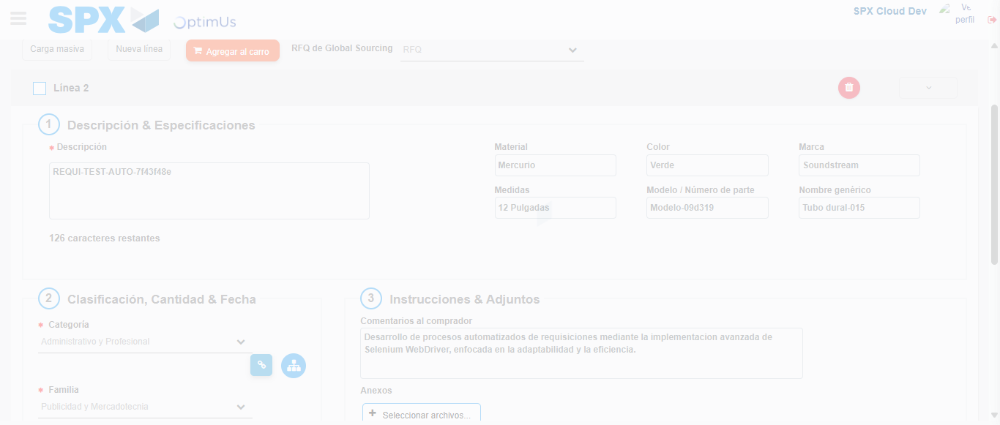 SPX
OptimUs
SPX Cloud Dev
perfil
Carga masiva
Nueva línea
Agregar al carro
RFQ de Global Sourcing
RFQ
Línea 2
1 Descripción & Especificaciones
* Descripción
REQUI-TEST-AUTO-7f43f48e
126 caracteres restantes
Material
Color
Marca
Mercurio
Verde
Soundstream
Medidas
Modelo / Número de parte
Nombre genérico
12 Pulgadas
Modelo-09d319
Tubo dural-015
2 Clasificación, Cantidad & Fecha
* Categoría
Administrativo y Profesional
* Familia
Publicidad y Mercadotecnia
3 Instrucciones & Adjuntos
Comentarios al comprador
Desarrollo de procesos automatizados de requisiciones mediante la implementacion avanzada de
Selenium WebDriver, enfocada en la adaptabilidad y la eficiencia.
Anexos
+ Seleccionar archivos...